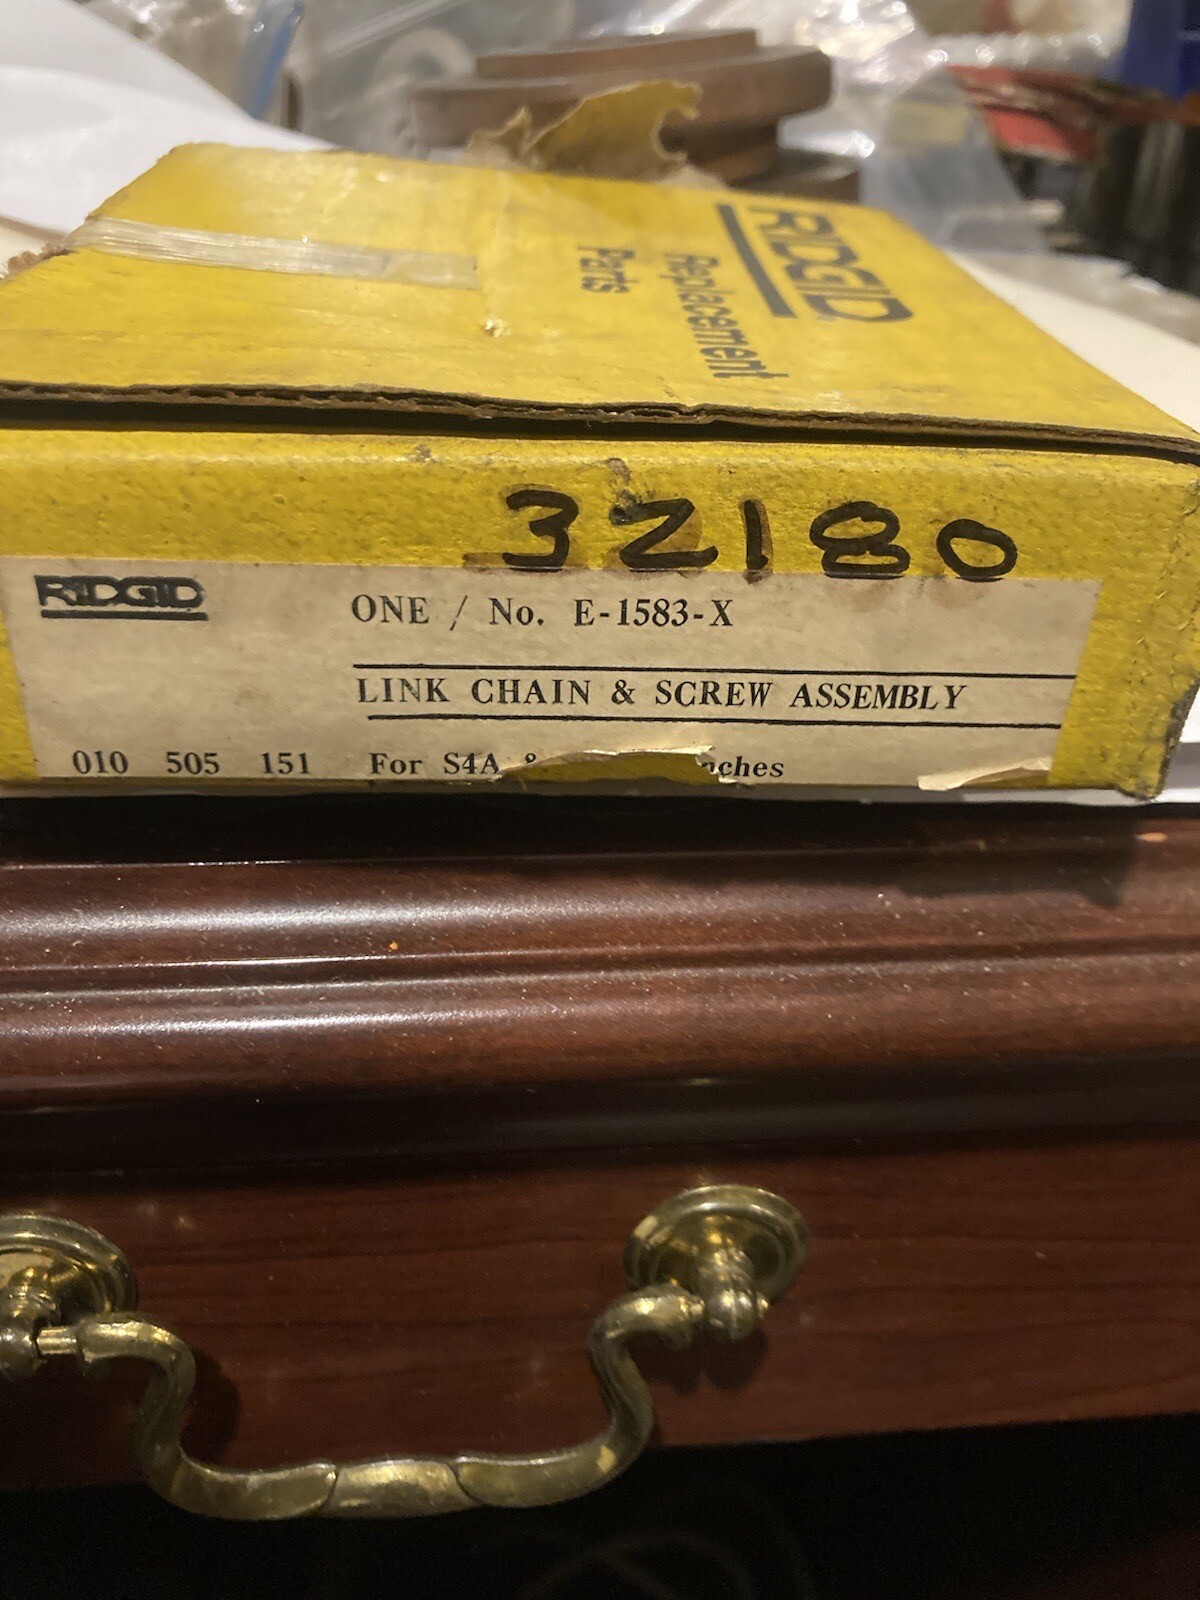 RIDGID
Replacement
Parts
32180
RIDGID
ONE / No. E-1583-X
LINK CHAIN & SCREW ASSEMBLY
010 505 151 For S4A &